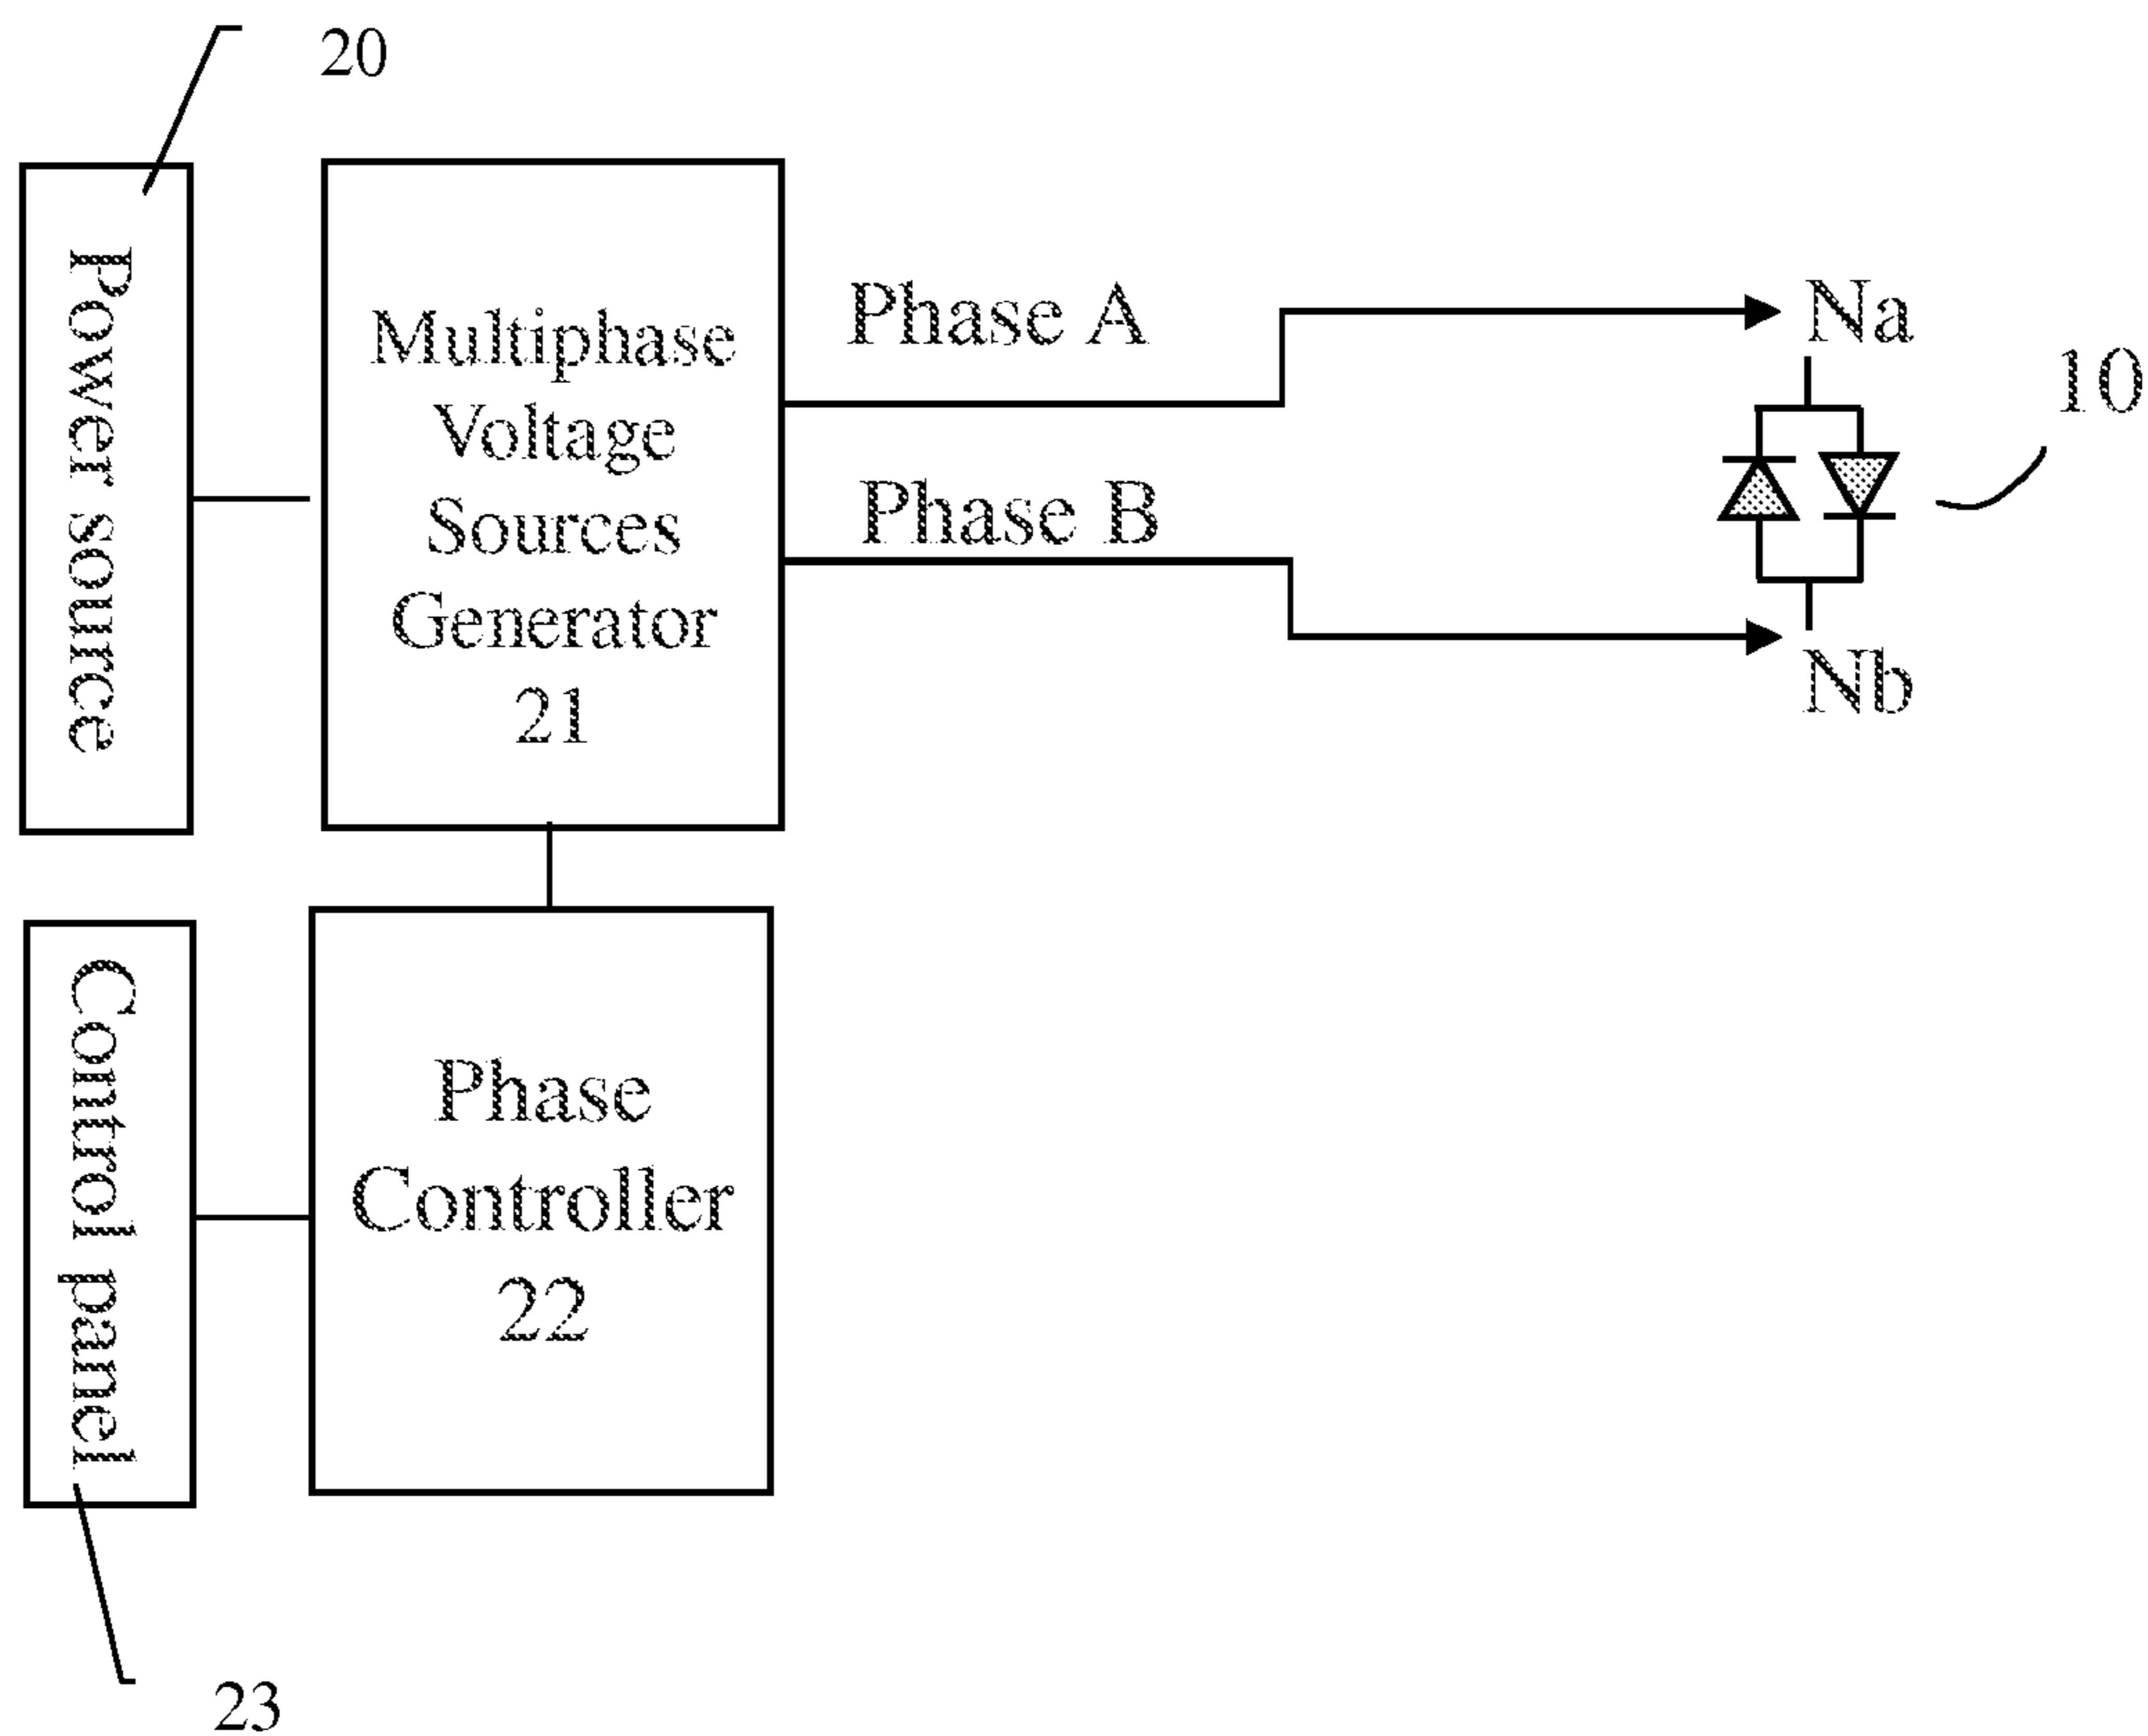 20
Power source
Multiphase
Voltage
Sources
Generator
21
Phase A
Phase B
Na
10
Nb
Control panel
Phase
Controller
22
23